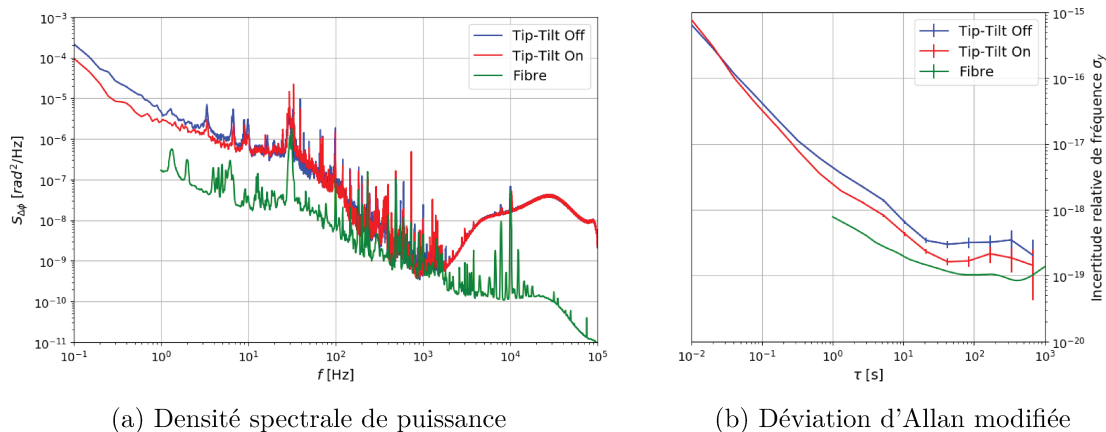 10⁻³
10⁻⁴
10⁻⁵
10⁻⁶
10⁻⁷
10⁻⁸
10⁻⁹
10⁻¹⁰
10⁻¹¹
S_Δϕ [rad²/Hz]
Tip-Tilt Off
Tip-Tilt On
Fibre
10⁻¹ 10⁰ 10¹ 10² 10³ 10⁴ 10⁵
f [Hz]
(a) Densité spectrale de puissance
Tip-Tilt Off
Tip-Tilt On
Fibre
10⁻¹⁵
10⁻¹⁶
10⁻¹⁷
10⁻¹⁸
10⁻¹⁹
10⁻²⁰
Incertitude relative de fréquence σ_y
10⁻² 10⁻¹ 10⁰ 10¹ 10² 10³
τ [s]
(b) Déviation d'Allan modifiée